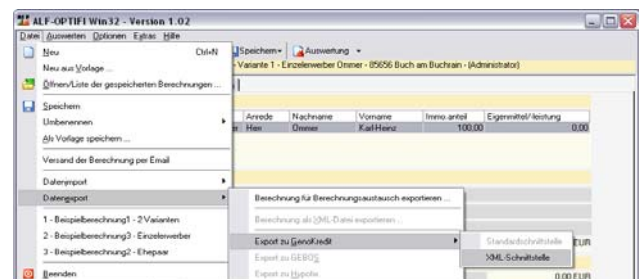 ALF-OPTIFI Win32 - Version 1.02
Datei Auswerten Optionen Extras Hilfe
Neu Ctrl+N
Speichern Auswertung
Neu aus Vorlage ...
- Variante 1 - Einzelerwerber Ommer - 85656 Buch am Buchrain - (Administrator)
Öffnen/Liste der gespeicherten Berechnungen ...
Speichern
Umbenennen
Anrede Nachname Vorname Immo.anteil Eigenmittel/-leistung
Herr Ommer Karl-Heinz 100,00 0,00
Als Vorlage speichern ...
Versand der Berechnung per Email
Datenimport
Datenexport
Berechnung für Berechnungsaustausch exportieren ...
1 - Beispielberechnung1 - 2 Varianten
Berechnung als XML-Datei exportieren ...
2 - Beispielberechnung3 - Einzelerwerber
Export zu GenoKredit
Standardschnittstelle
EUR
3 - Beispielberechnung2 - Ehepaar
Export zu GEBOS
XML-Schnittstelle
Beenden
Export zu Hypofix
0,00 EUR